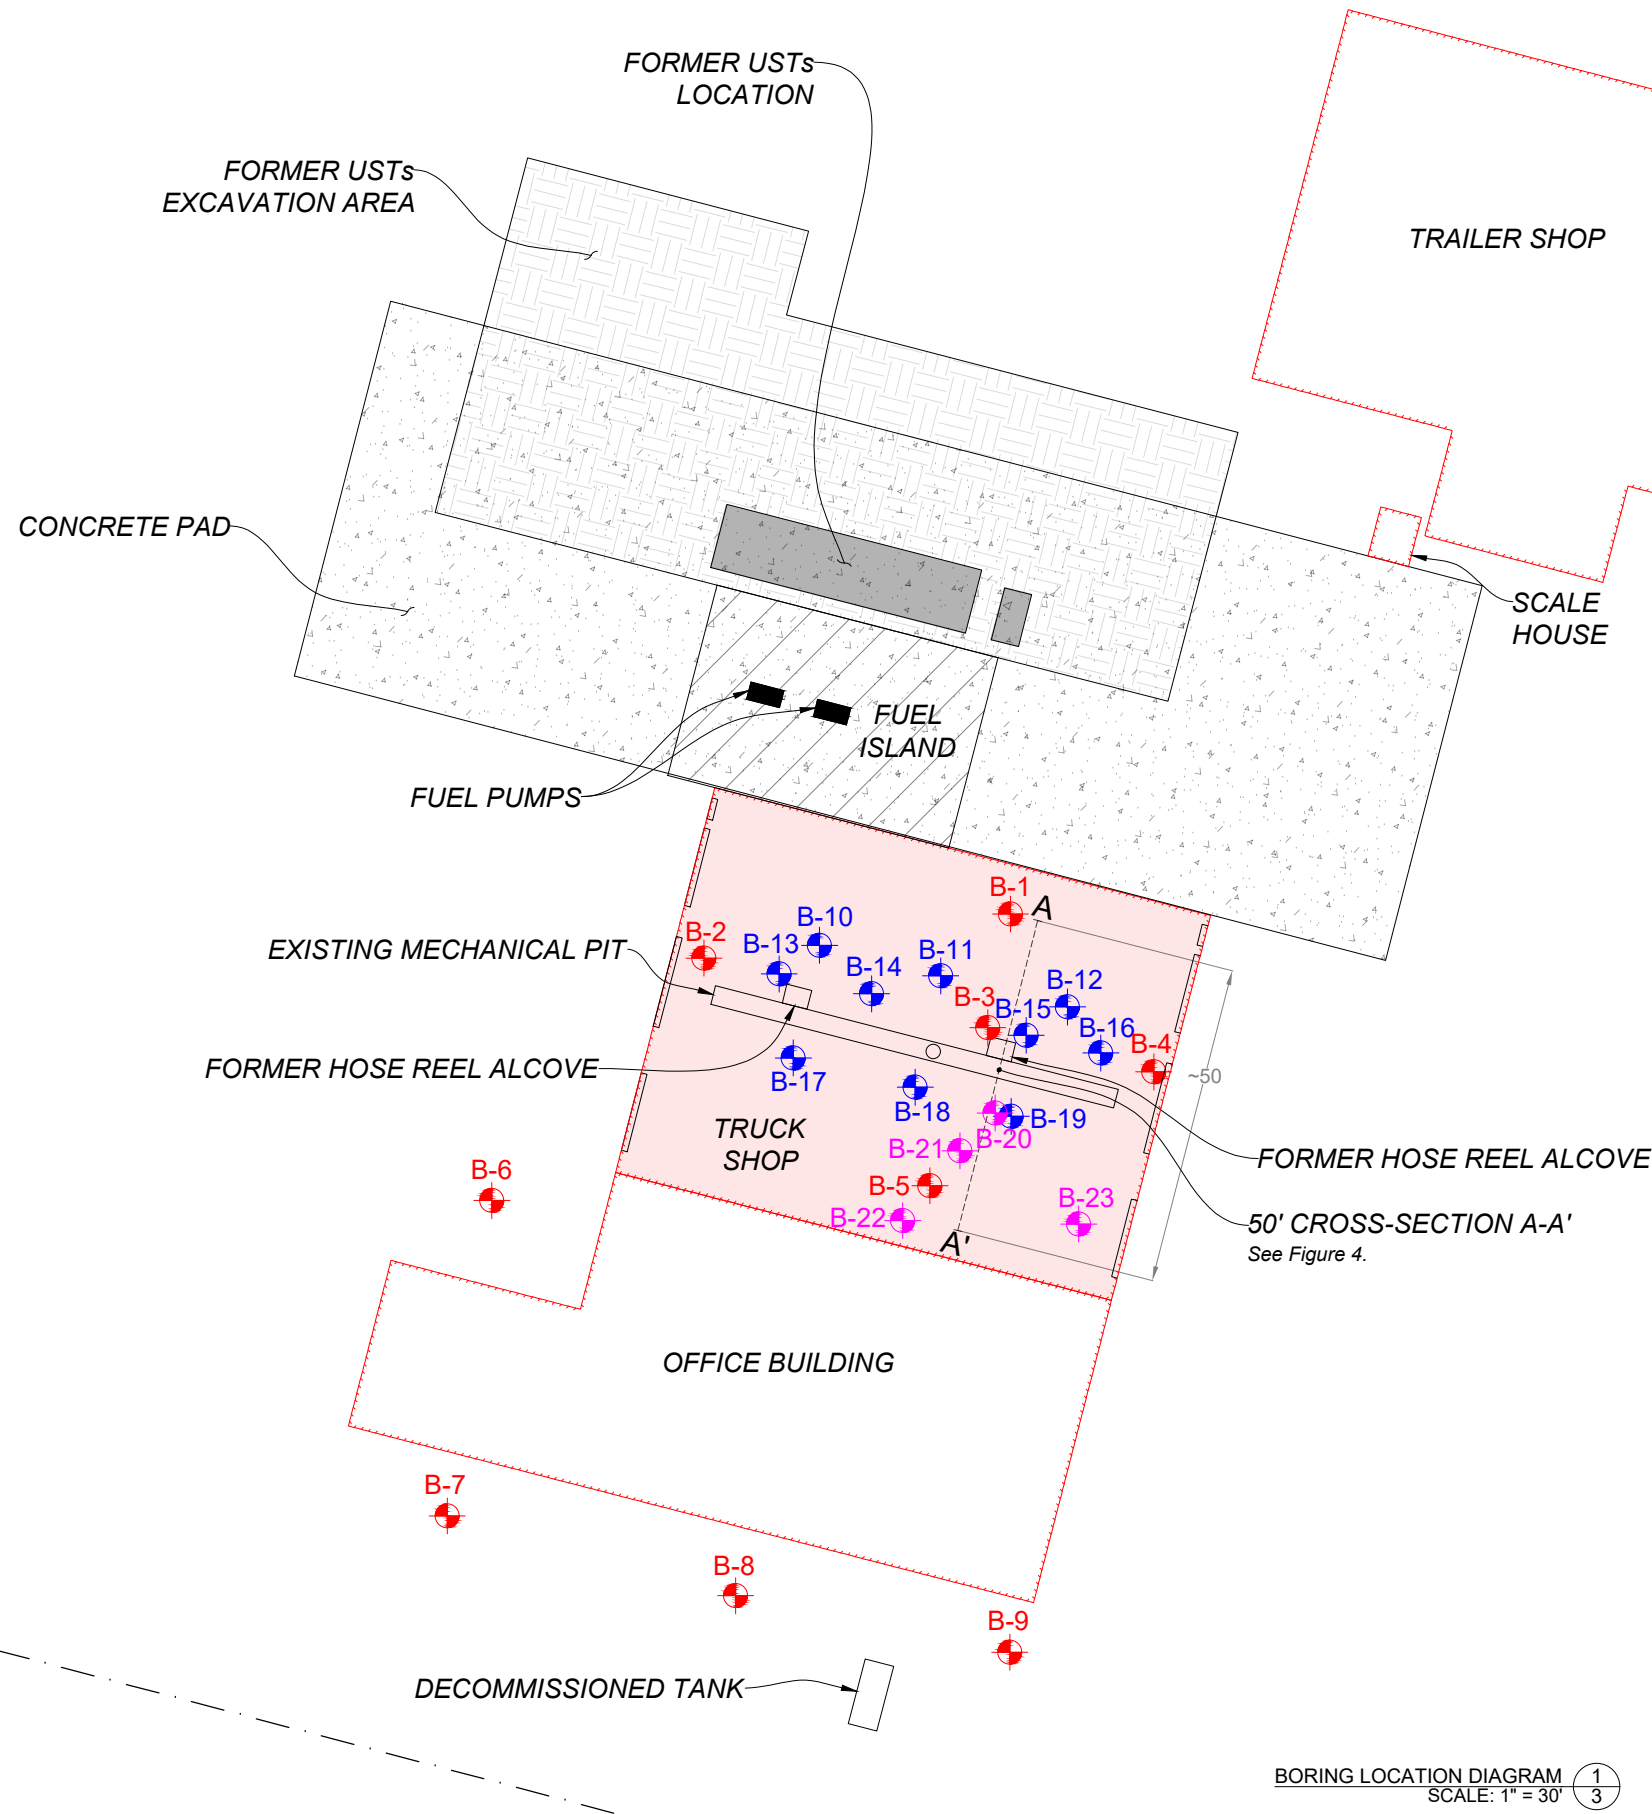 FORMER USTs
LOCATION
FORMER USTs
EXCAVATION AREA
TRAILER SHOP
CONCRETE PAD
SCALE
HOUSE
FUEL
ISLAND
FUEL PUMPS
B-1
A
B-2
B-10
B-13
EXISTING MECHANICAL PIT
B-11
B-14
B-12
B-3
B-15
B-16
B-4
~50
FORMER HOSE REEL ALCOVE
B-17
B-18
B-19
B-20
TRUCK
SHOP
B-21
FORMER HOSE REEL ALCOVE
B-6
B-5
B-23
B-22
50' CROSS-SECTION A-A'
See Figure 4.
A'
OFFICE BUILDING
B-7
B-8
B-9
DECOMMISSIONED TANK
BORING LOCATION DIAGRAM
SCALE: 1" = 30'
1
3